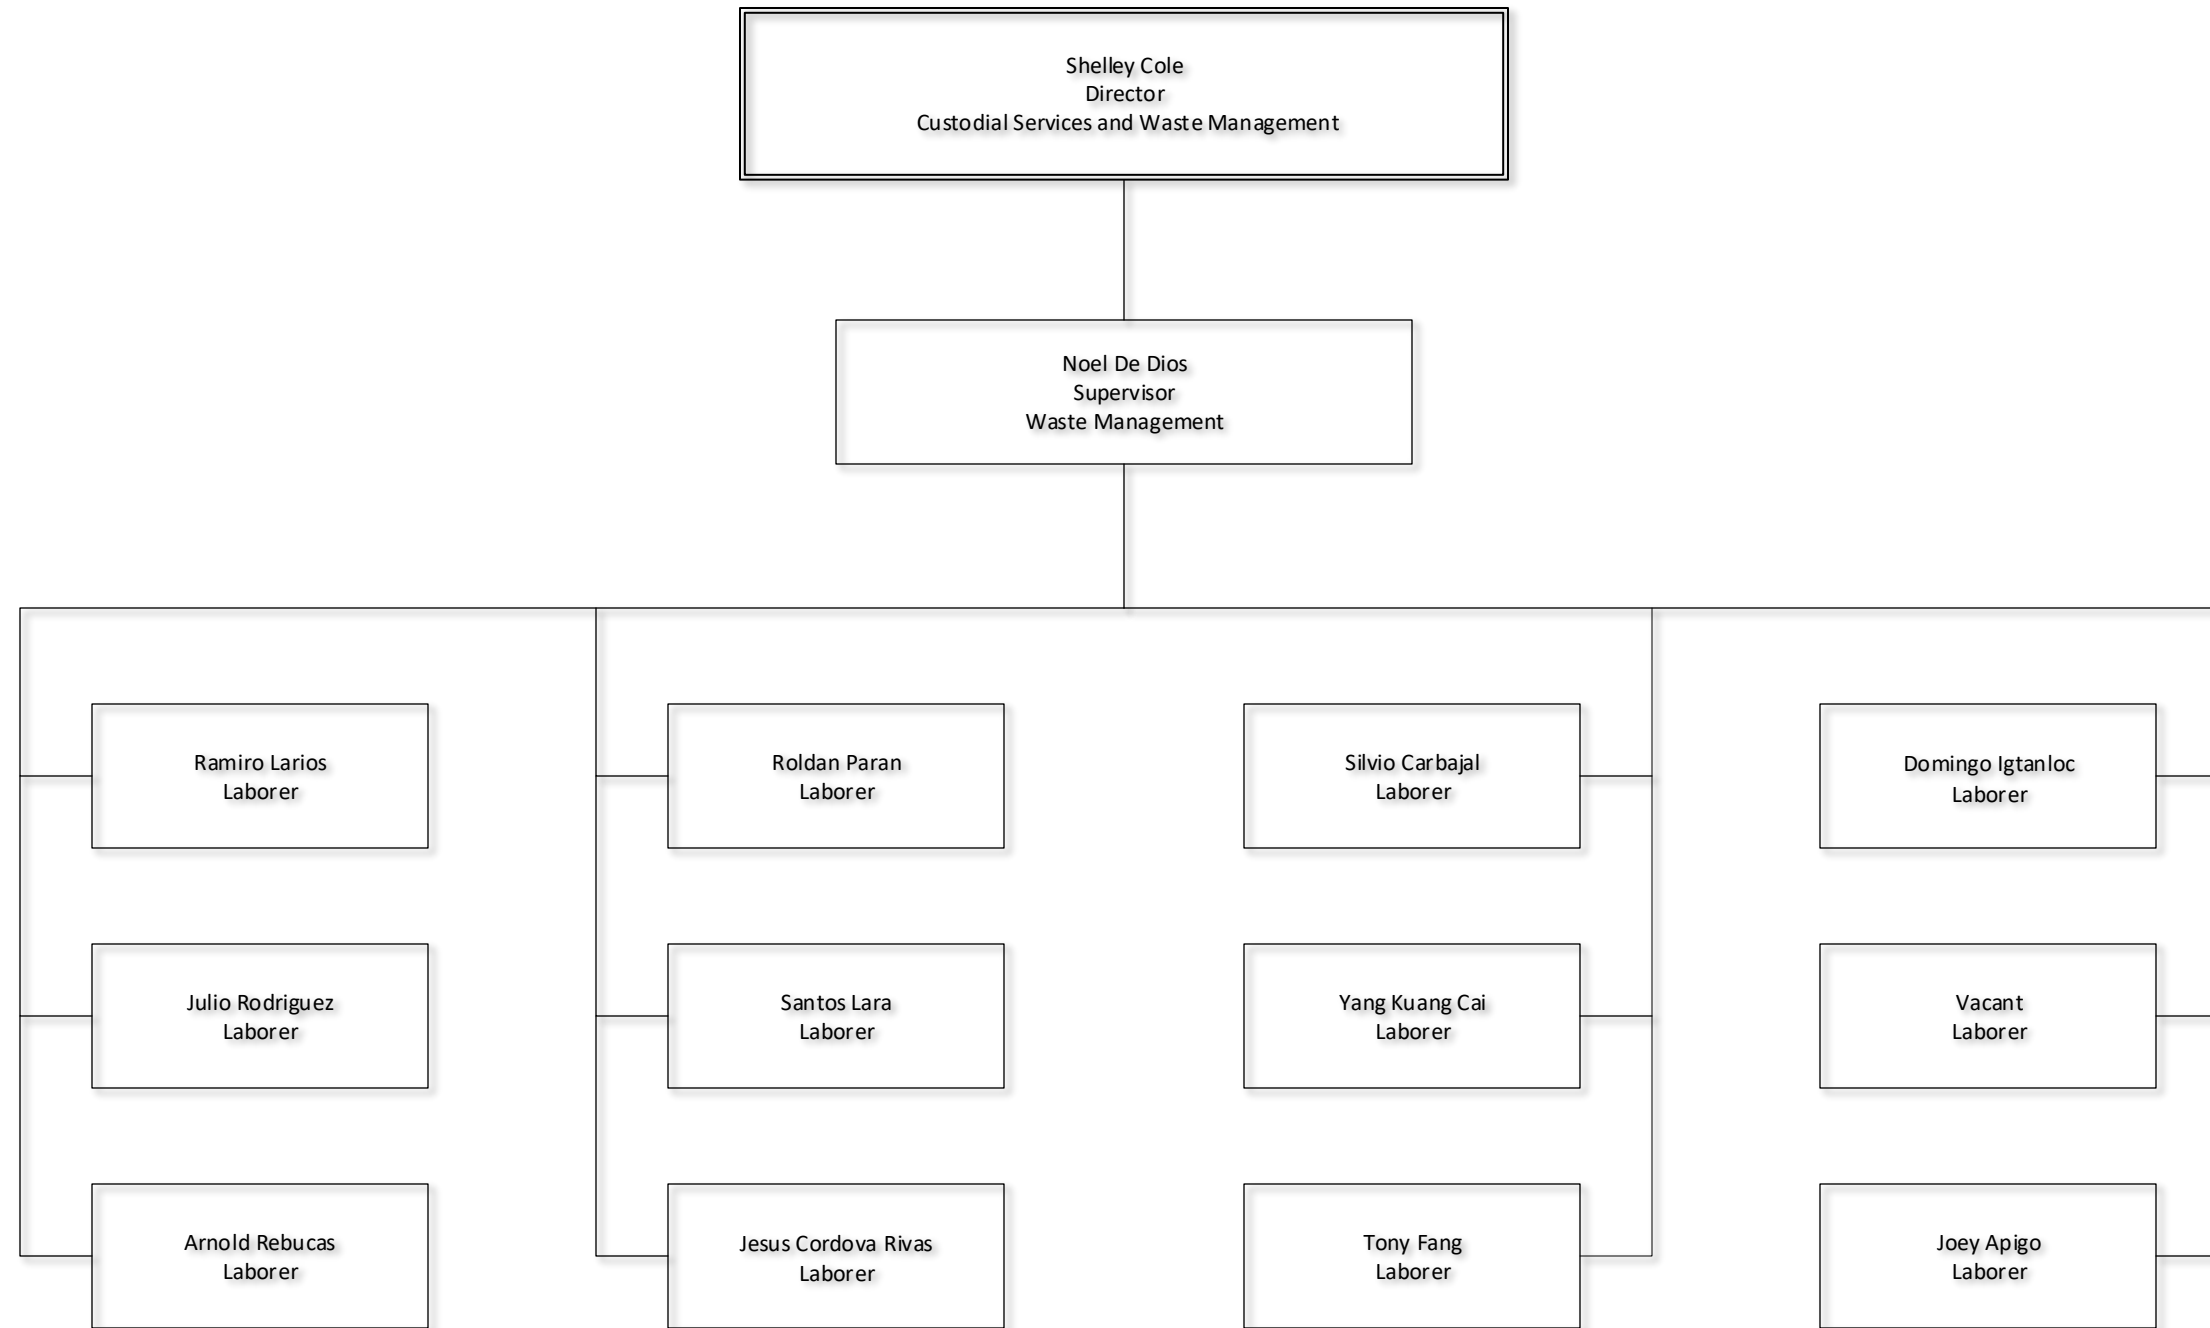 Shelley Cole
Director
Custodial Services and Waste Management
Noel De Dios
Supervisor
Waste Management
Ramiro Larios
Laborer
Roldan Paran
Laborer
Silvio Carbajal
Laborer
Domingo Igtanloc
Laborer
Julio Rodriguez
Laborer
Santos Lara
Laborer
Yang Kuang Cai
Laborer
Vacant
Laborer
Arnold Rebucas
Laborer
Jesus Cordova Rivas
Laborer
Tony Fang
Laborer
Joey Apigo
Laborer